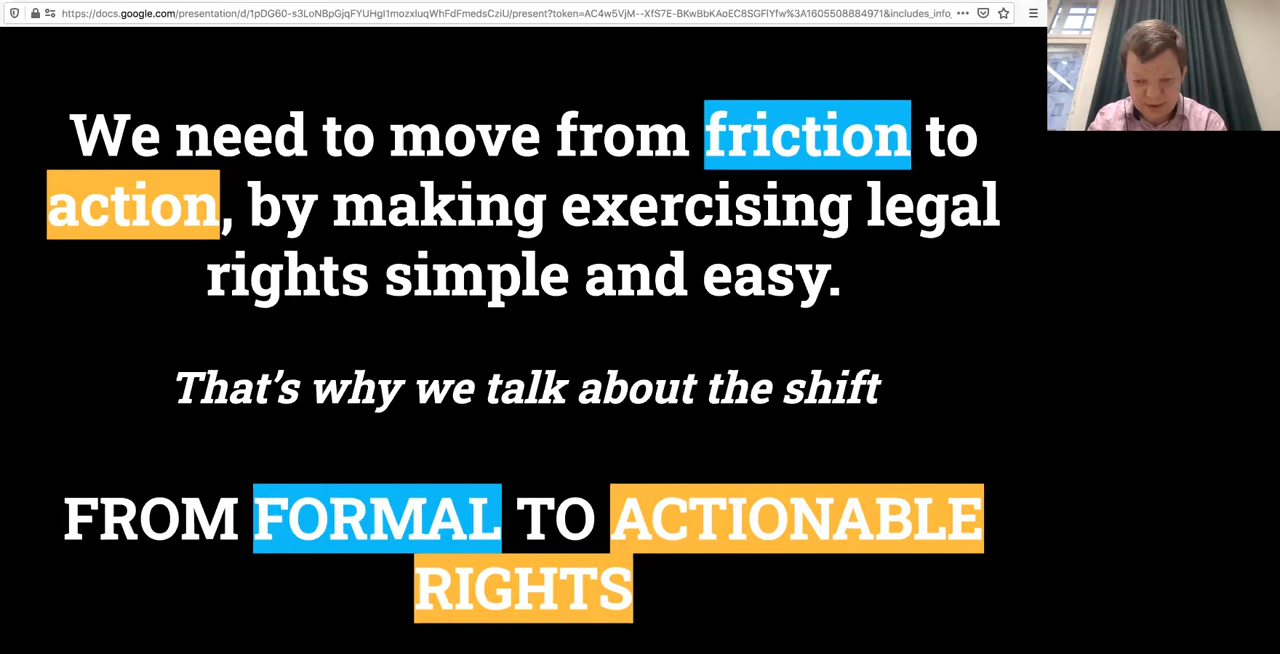 We need to move from friction to
action, by making exercising legal
rights simple and easy.
That's why we talk about the shift
FROM FORMAL TO ACTIONABLE
RIGHTS